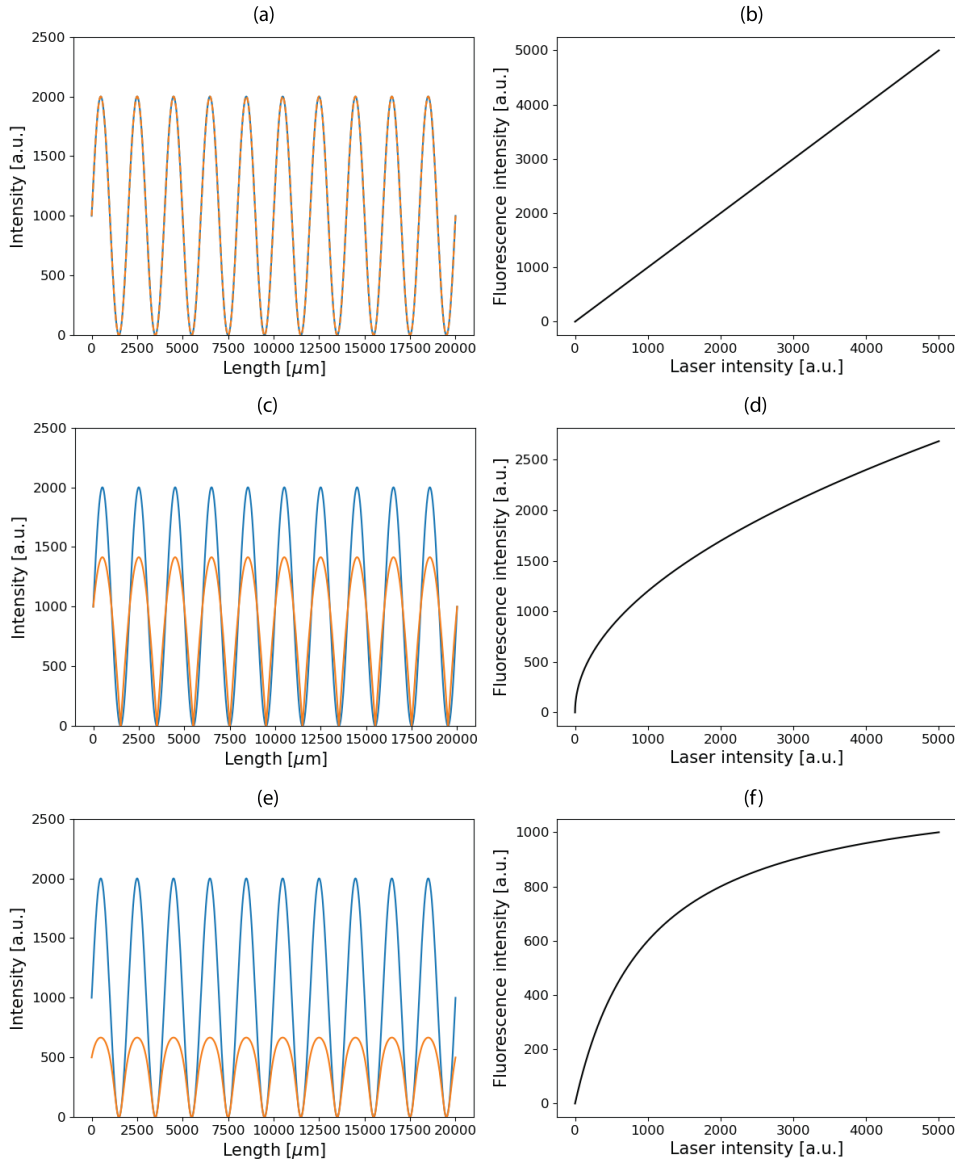 (a)
2500
2000
1500
1000
500
0
Intensity [a.u.]
0 2500 5000 7500 10000 12500 15000 17500 20000
Length [μm]
(b)
5000
4000
3000
2000
1000
0
Fluorescence intensity [a.u.]
0 1000 2000 3000 4000 5000
Laser intensity [a.u.]
(c)
2500
2000
1500
1000
500
0
Intensity [a.u.]
0 2500 5000 7500 10000 12500 15000 17500 20000
Length [μm]
(d)
2500
2000
1500
1000
500
0
Fluorescence intensity [a.u.]
0 1000 2000 3000 4000 5000
Laser intensity [a.u.]
(e)
2500
2000
1500
1000
500
0
Intensity [a.u.]
0 2500 5000 7500 10000 12500 15000 17500 20000
Length [μm]
(f)
1000
800
600
400
200
0
Fluorescence intensity [a.u.]
0 1000 2000 3000 4000 5000
Laser intensity [a.u.]